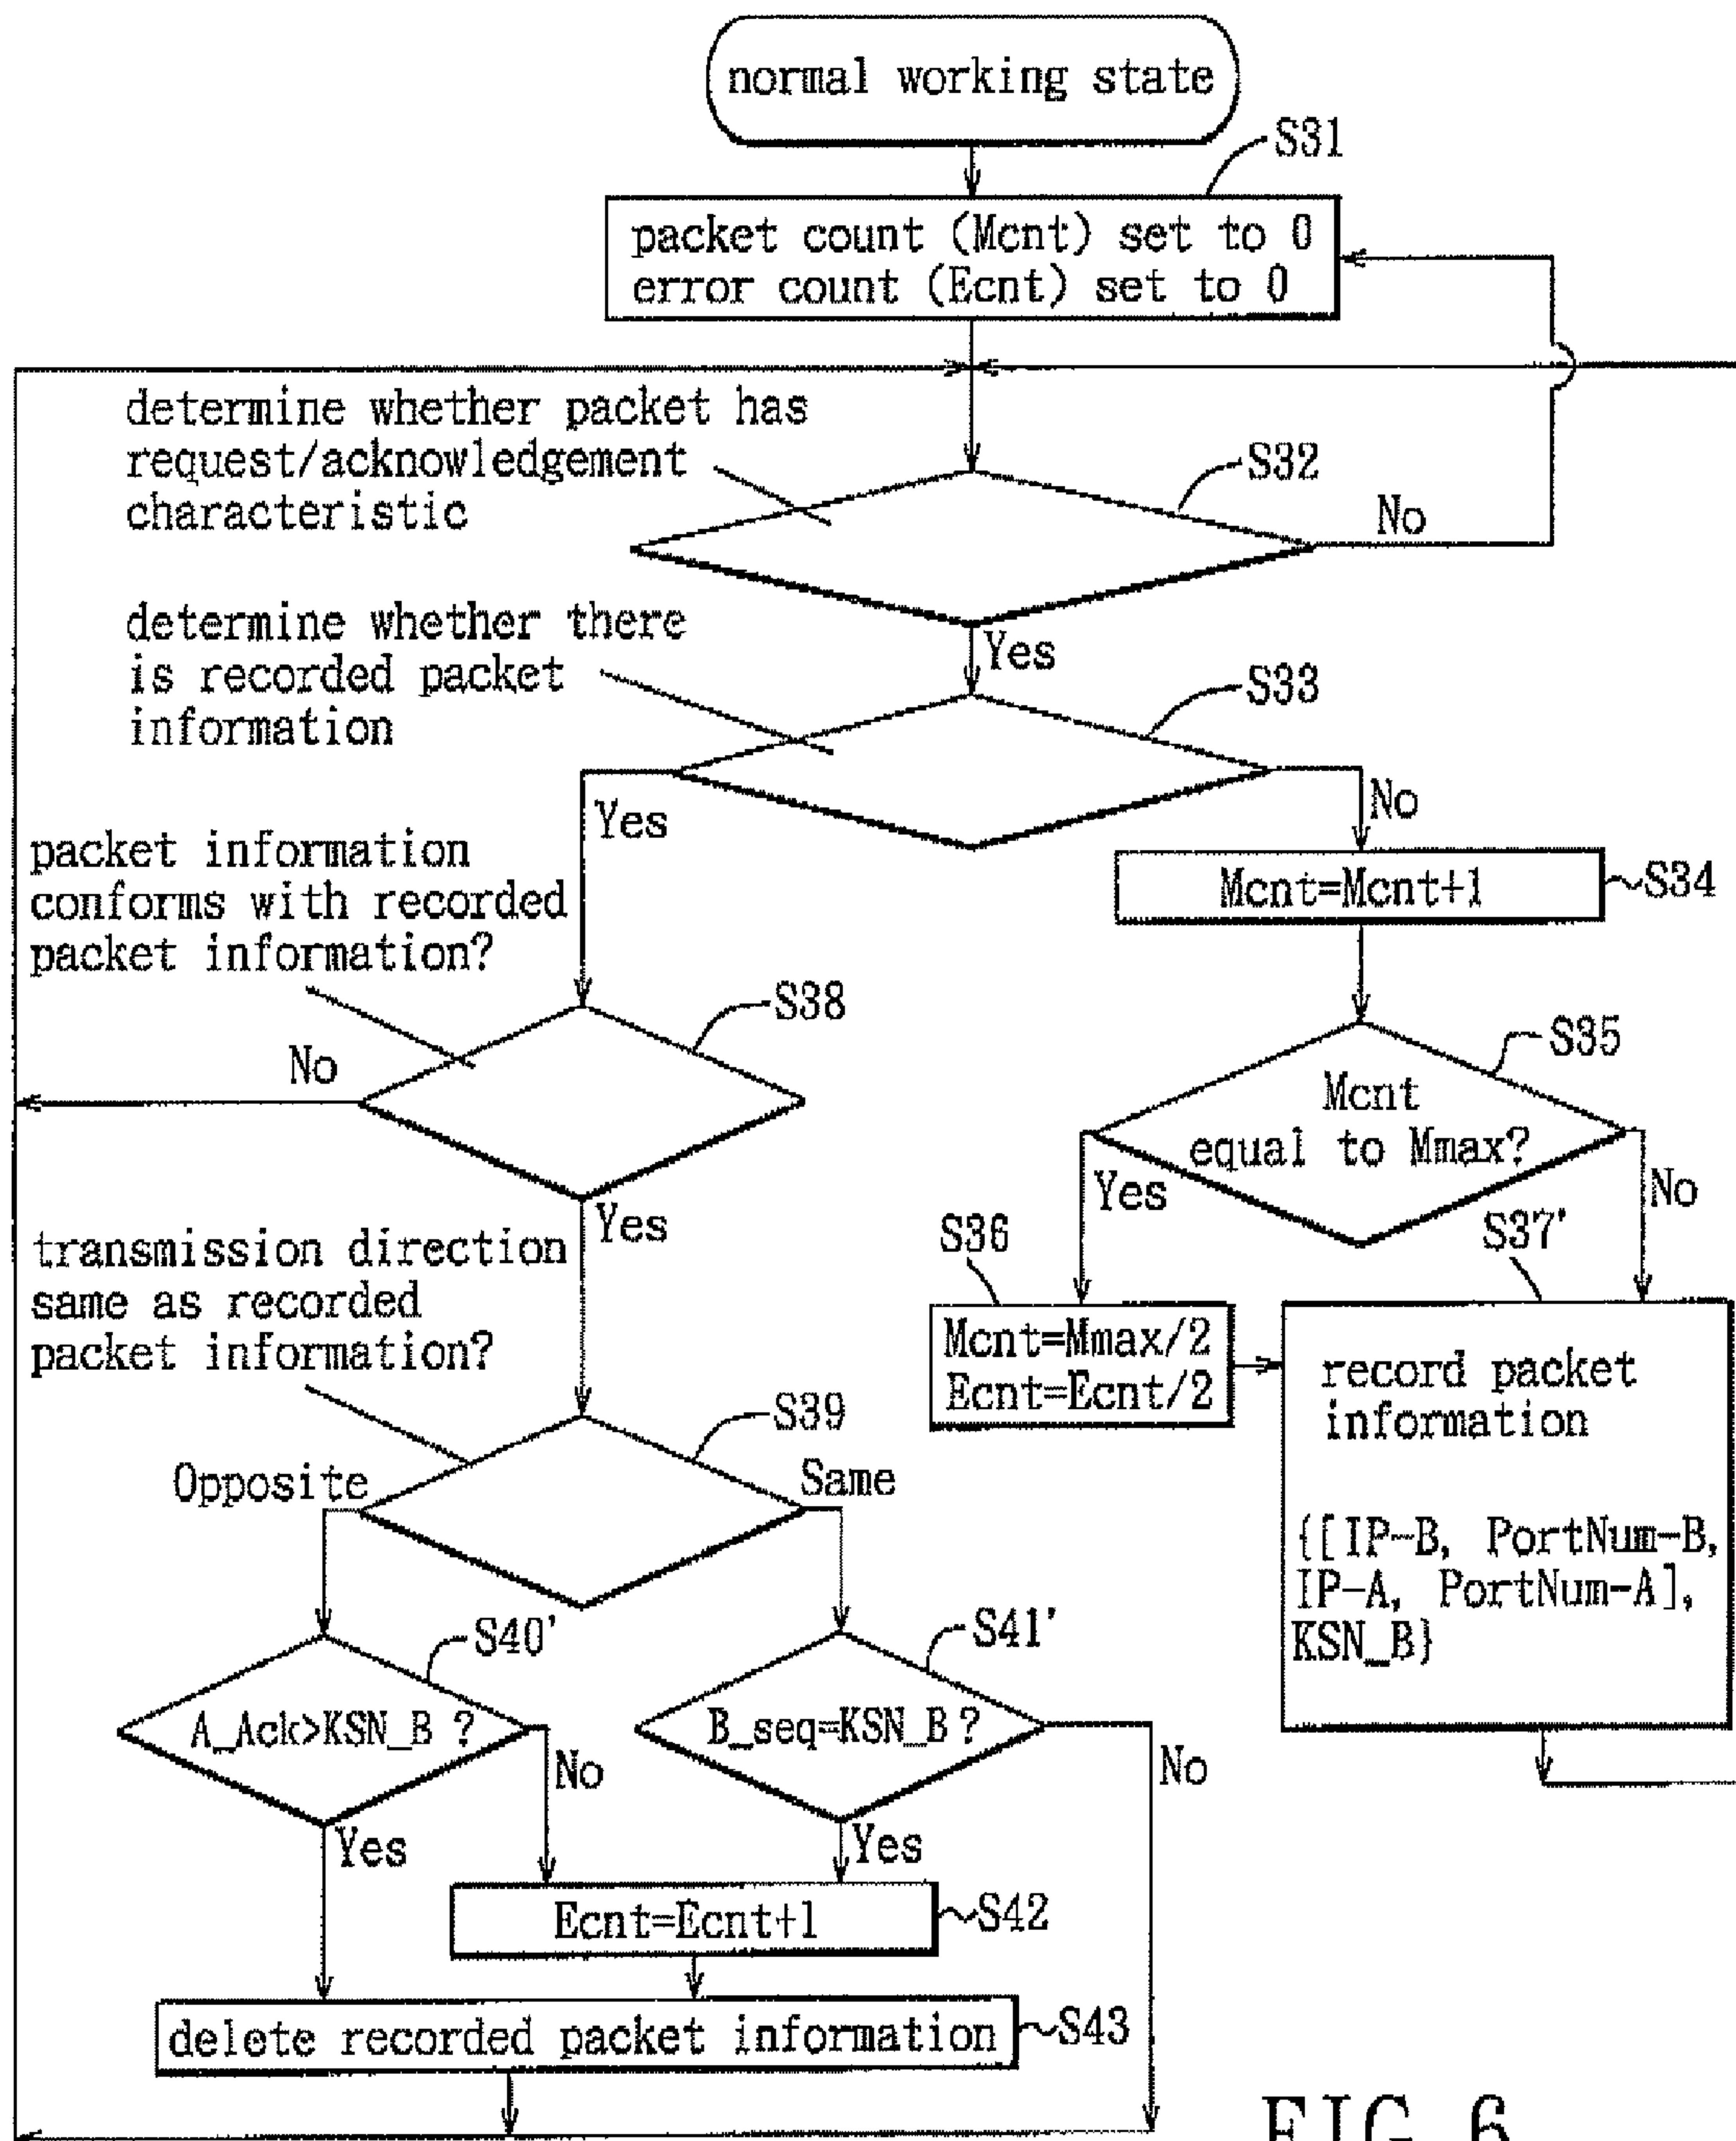 normal working state
S31
packet count (Mcnt) set to 0
error count (Ecnt) set to 0
determine whether packet has
request/acknowledgement
characteristic
S32
No
Yes
determine whether there
is recorded packet
information
S33
Yes
No
Mcnt=Mcnt+1
S34
packet information
conforms with recorded
packet information?
S38
No
Yes
S35
Mcnt
equal to Mmax?
Yes
No
S36
Mcnt=Mmax/2
Ecnt=Ecnt/2
S37'
record packet
information
{[IP-B, PortNum-B,
IP-A, PortNum-A],
KSN_B}
transmission direction
same as recorded
packet information?
S39
Opposite
Same
S40'
A_Ack>KSN_B ?
No
Yes
S41'
B_seq=KSN_B ?
No
Yes
Ecnt=Ecnt+1
S42
delete recorded packet information
S43
FIG. 6